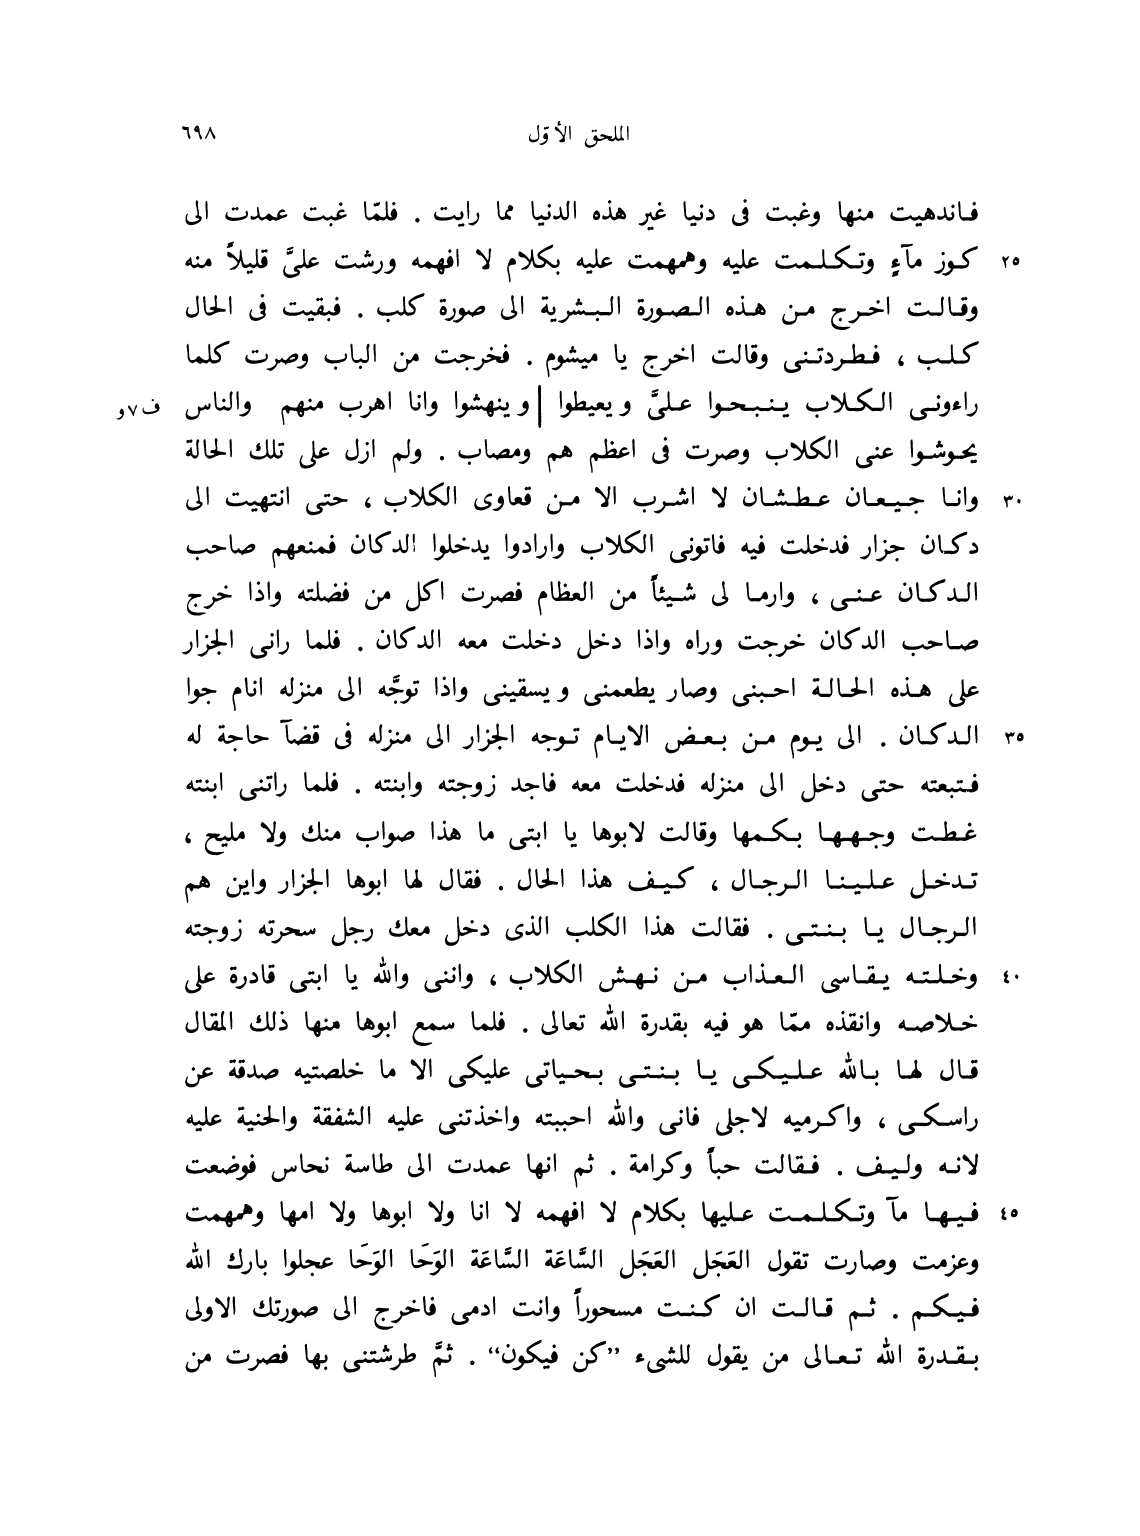 الملحق الأوّل ٦٩٨
فاندهيت منها وغبت فى دنيا غير هذه الدنيا مما رايت . فلمّا غبت عمدت الى
٢٥ كوز مآءٍ وتكلمت عليه وهمهمت عليه بكلام لا افهمه ورشت علىَّ قليلاً منه
وقالت اخرج من هذه الصورة البشرية الى صورة كلب . فبقيت فى الحال
كلب ، فطردتنى وقالت اخرج يا ميشوم . فخرجت من الباب وصرت كلما
راءونى الكلاب ينبحوا علىَّ ويعيطوا | وينهشوا وانا اهرب منهم والناس ف٧و
يحوشوا عنى الكلاب وصرت فى اعظم هم ومصاب . ولم ازل على تلك الحالة
٣٠ وانا جيعان عطشان لا اشرب الا من قعاوى الكلاب ، حتى انتهيت الى
دكان جزار فدخلت فيه فاتونى الكلاب وارادوا يدخلوا الدكان فمنعهم صاحب
الدكان عنى ، وارما لى شيئاً من العظام فصرت اكل من فضلته واذا خرج
صاحب الدكان خرجت وراه واذا دخل دخلت معه الدكان . فلما رانى الجزار
على هذه الحالة احبنى وصار يطعمنى ويسقينى واذا توجَّه الى منزله انام جوا
٣٥ الدكان . الى يوم من بعض الايام توجه الجزار الى منزله فى قضآ حاجة له
فتبعته حتى دخل الى منزله فدخلت معه فاجد زوجته وابنته . فلما راتنى ابنته
غطت وجهها بكمها وقالت لابوها يا ابتى ما هذا صواب منك ولا مليح ،
تدخل علينا الرجال ، كيف هذا الحال . فقال لها ابوها الجزار واين هم
الرجال يا بنتى . فقالت هذا الكلب الذى دخل معك رجل سحرته زوجته
٤٠ وخلته يقاسى العذاب من نهش الكلاب ، واننى والله يا ابتى قادرة على
خلاصه وانقذه ممّا هو فيه بقدرة الله تعالى . فلما سمع ابوها منها ذلك المقال
قال لها بالله عليكى يا بنتى بحياتى عليكى الا ما خلصتيه صدقة عن
راسكى ، واكرميه لاجلى فانى والله احببته واخذتنى عليه الشفقة والحنية عليه
لانه وليف . فقالت حباً وكرامة . ثم انها عمدت الى طاسة نحاس فوضعت
٤٥ فيها مآ وتكلمت عليها بكلام لا افهمه لا انا ولا ابوها ولا امها وهمهمت
وعزمت وصارت تقول العَجَل العَجَل السَّاعَة السَّاعَة الوَحَا الوَحَا عجلوا بارك الله
فيكم . ثم قالت ان كنت مسحوراً وانت ادمى فاخرج الى صورتك الاولى
بقدرة الله تعالى من يقول للشىء ”كن فيكون“ . ثمَّ طرشتنى بها فصرت من